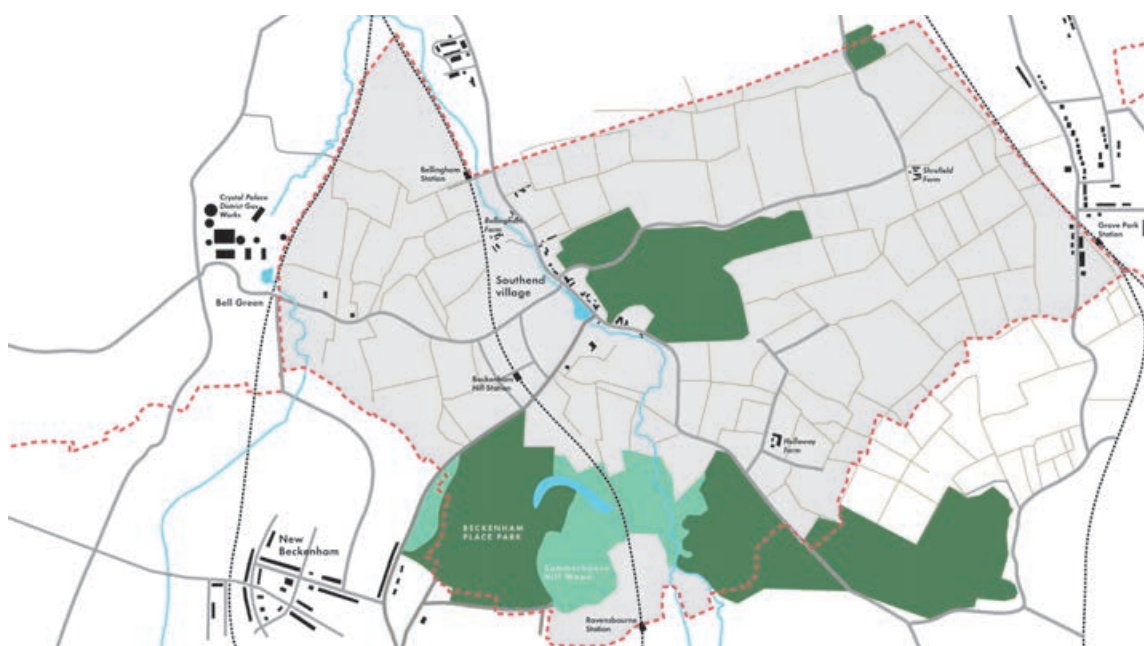 Bellingham
Station
Shrofield
Farm
Crystal Palace
District Gas
Works
Bellingham
Farm
Grove Park
Station
Southend
village
Bell Green
Beckenham
Hill Station
Holloway
Farm
BECKENHAM
PLACE PARK
New
Beckenham
Summerhouse
Hill Wood
Ravensbourne
Station